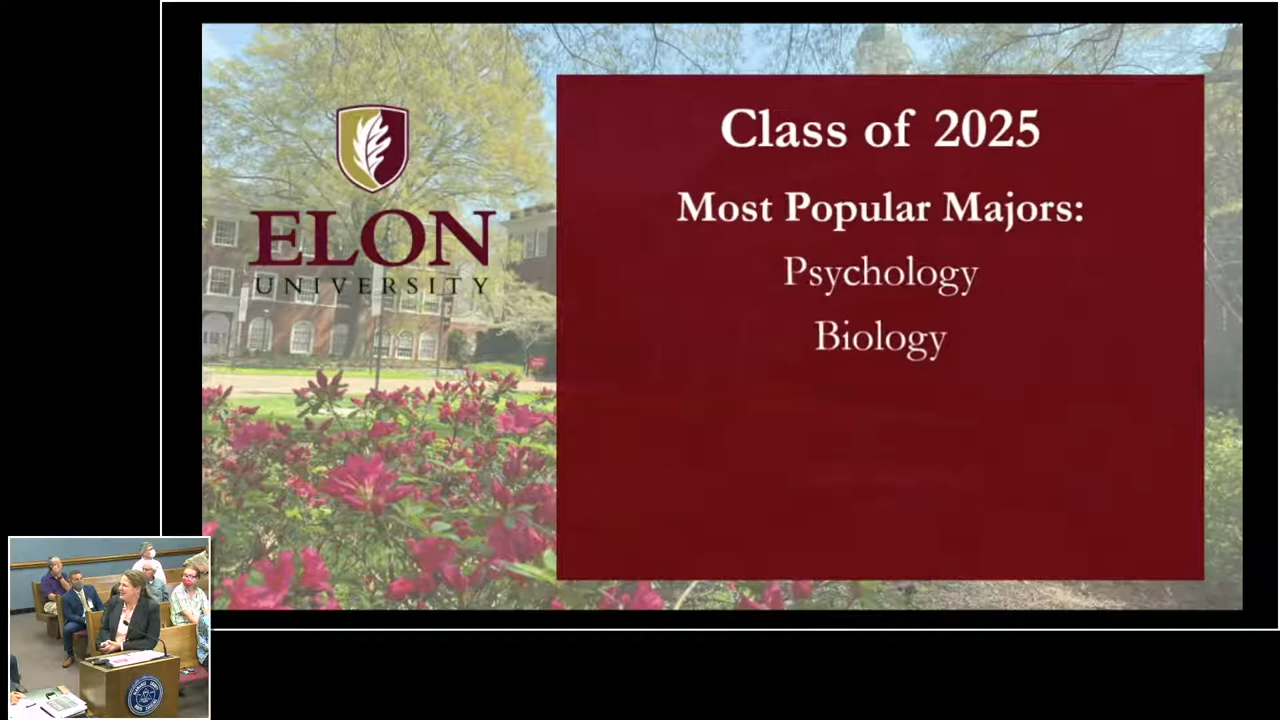 ELON
UNIVERSITY
Class of 2025
Most Popular Majors:
Psychology
Biology